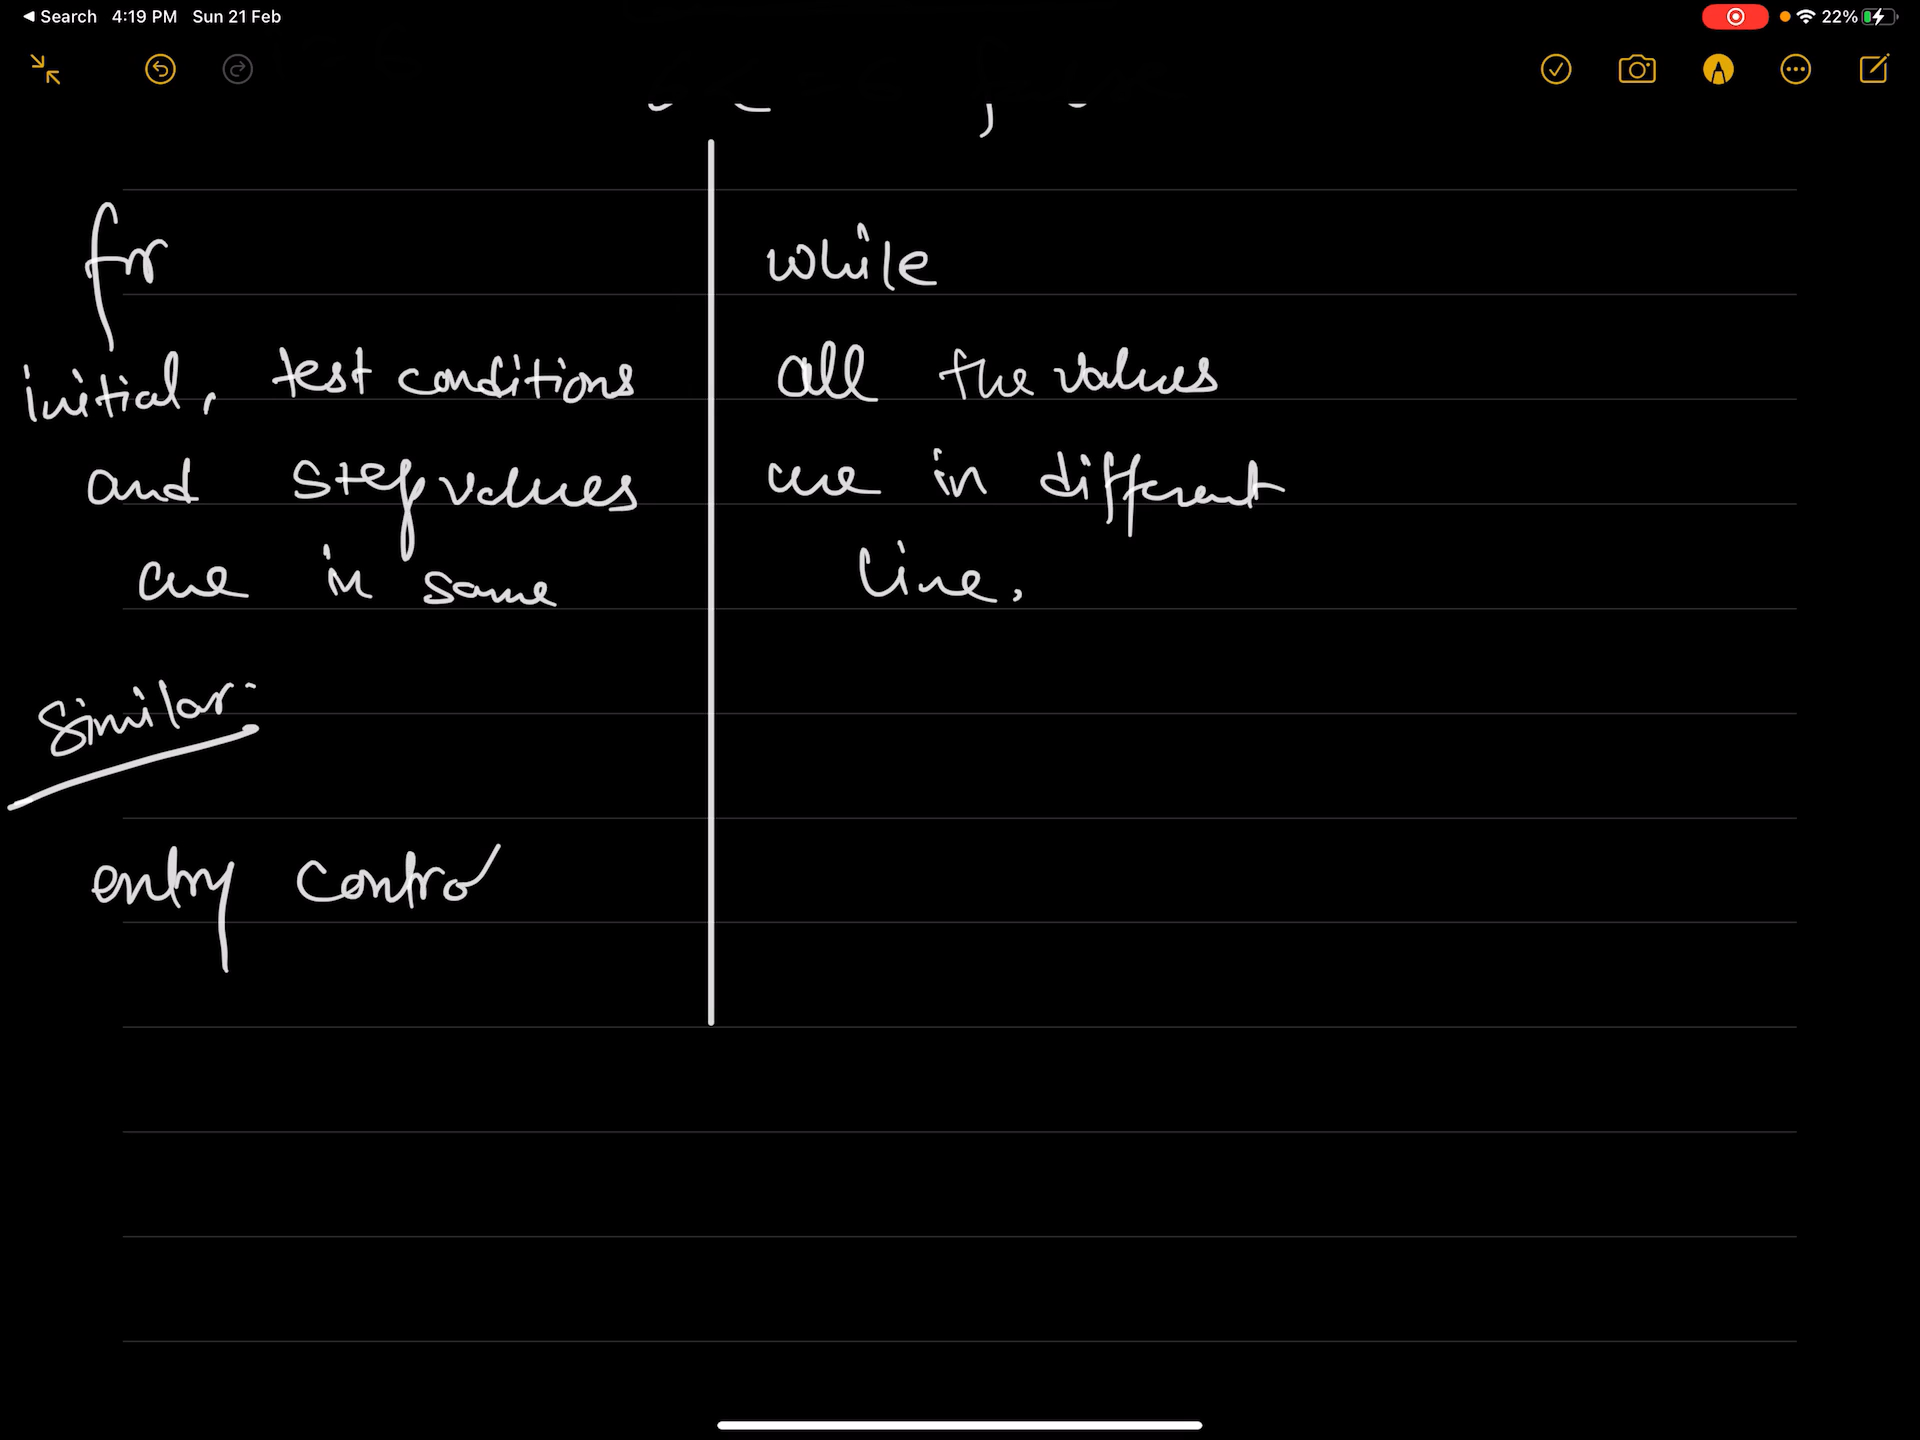 Search 4:19 PM Sun 21 Feb 22%
for
initial, test conditions
and step values
are in same
while
all the values
are in different
line.
Similar:
entry contro